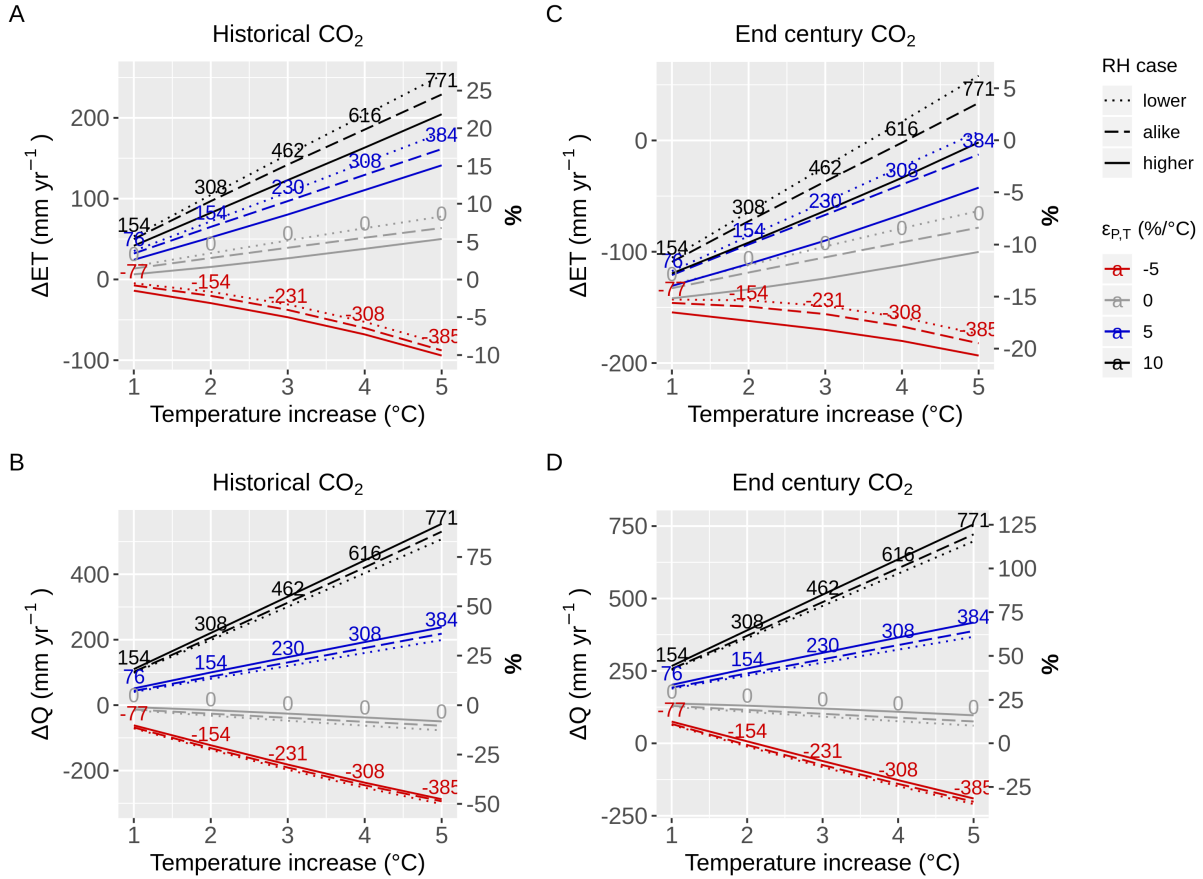 A
Historical CO2
ΔET (mm yr−1 )
200
100
0
-100
1 2 3 4 5
Temperature increase (°C)
25
20
15
10
5
0
-5
-10
%
154 308 462 616 771
76 154 230 308 384
0 0 0 0 0
-77 -154 -231 -308 -385
C
End century CO2
ΔET (mm yr−1 )
0
-100
-200
1 2 3 4 5
Temperature increase (°C)
5
0
-5
-10
-15
-20
%
154 308 462 616 771
76 154 230 308 384
0 0 0 0 0
-77 -154 -231 -308 -385
RH case
lower
alike
higher
εP,T (%/°C)
a -5
a 0
a 5
a 10
B
Historical CO2
ΔQ (mm yr−1 )
400
200
0
-200
1 2 3 4 5
Temperature increase (°C)
75
50
25
0
-25
-50
%
154 308 462 616 771
76 154 230 308 384
0 0 0 0 0
-77 -154 -231 -308 -385
D
End century CO2
ΔQ (mm yr−1 )
750
500
250
0
-250
1 2 3 4 5
Temperature increase (°C)
125
100
75
50
25
0
-25
%
154 308 462 616 771
76 154 230 308 384
0 0 0 0 0
-77 -154 -231 -308 -385